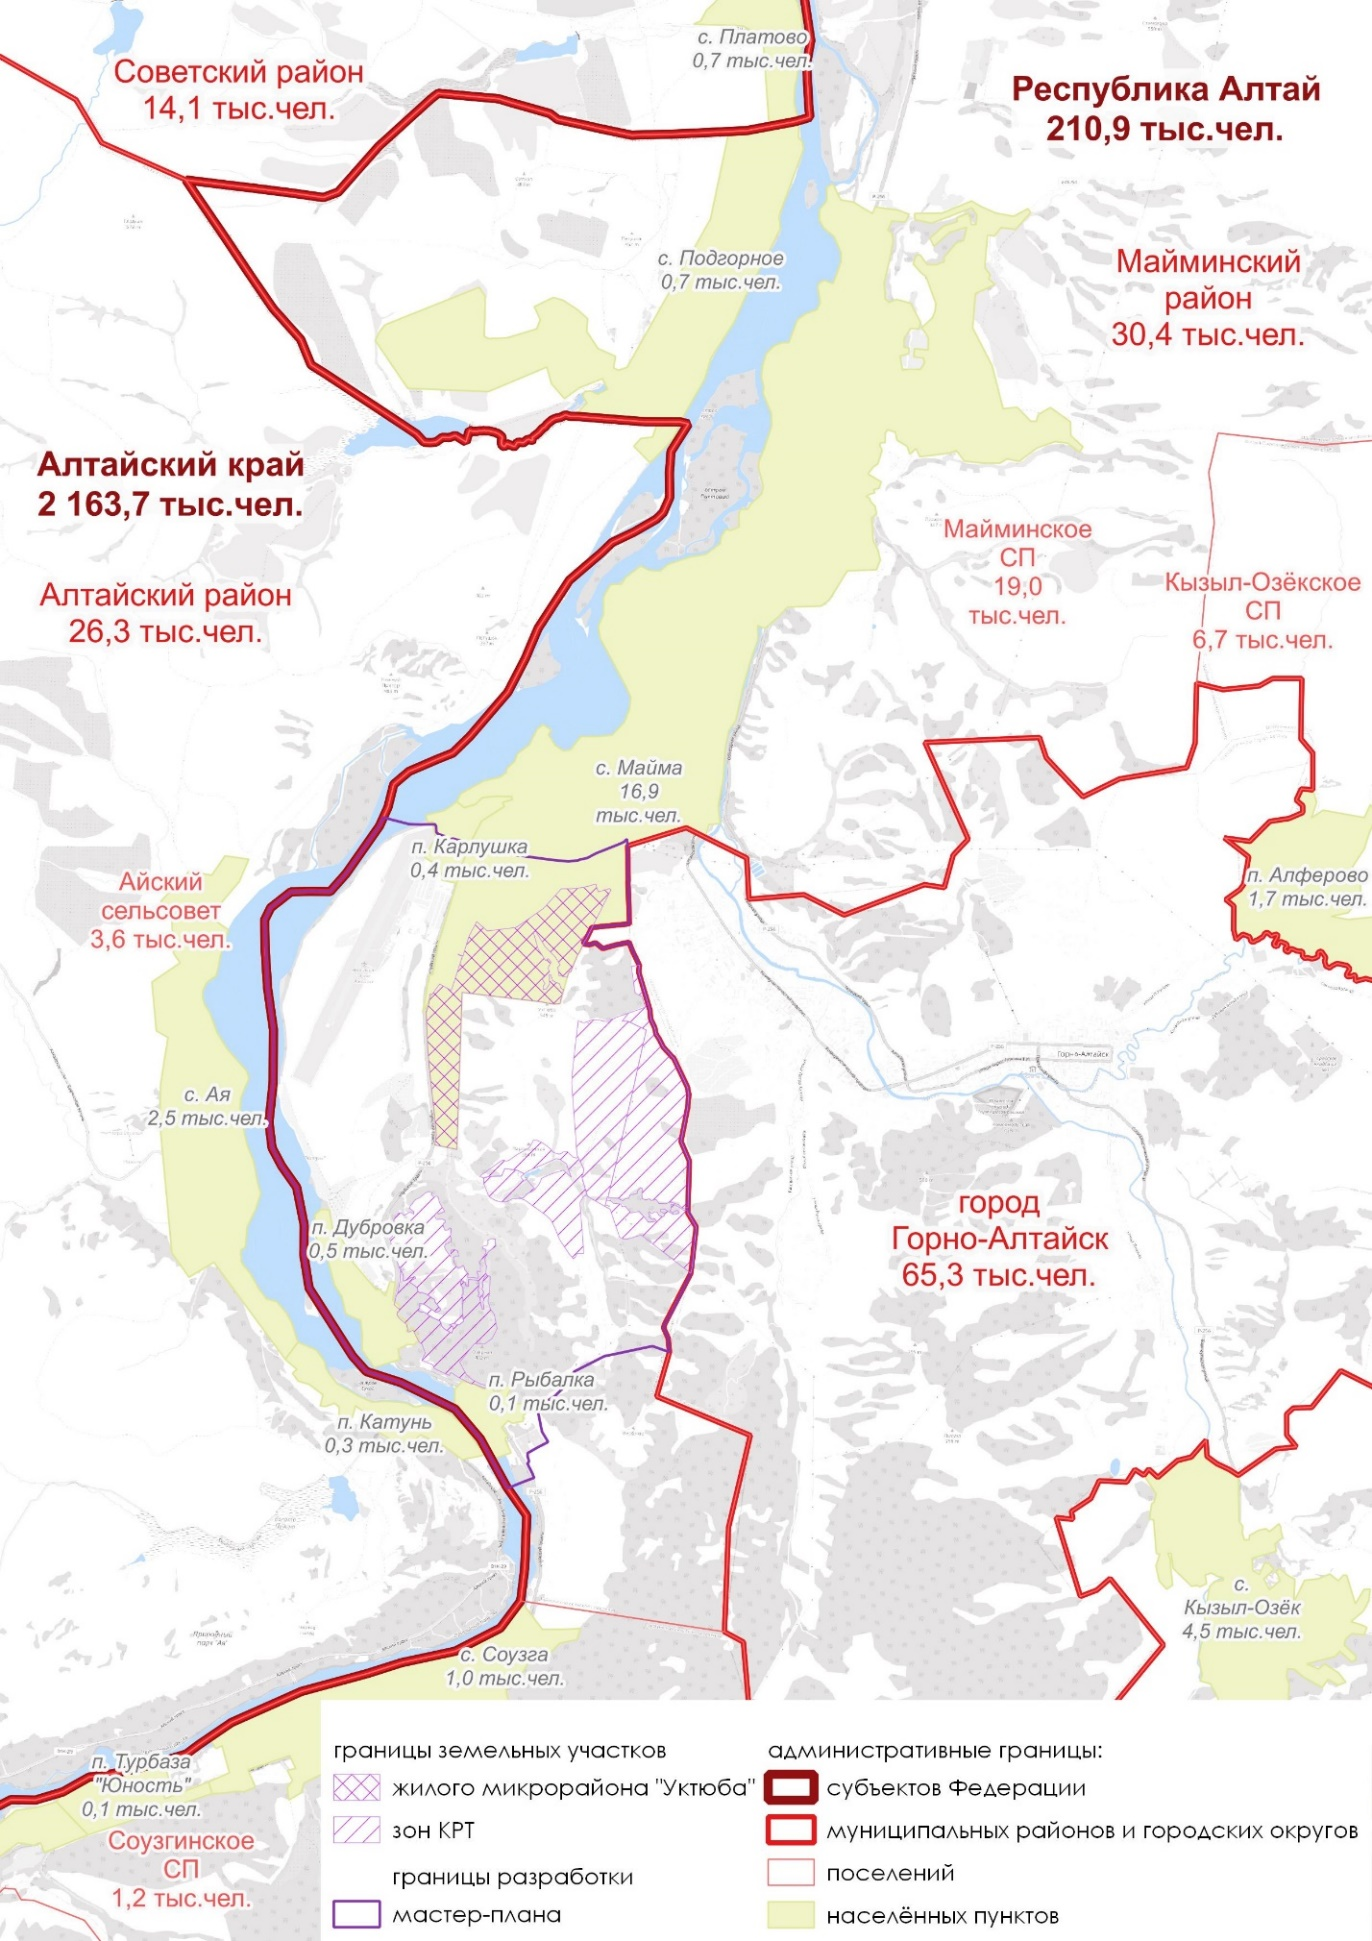 с. Платово
0,7 тыс.чел.
Советский район
14,1 тыс.чел.
Республика Алтай
210,9 тыс.чел.
с. Подгорное
0,7 тыс.чел.
Майминский
район
30,4 тыс.чел.
Алтайский край
2 163,7 тыс.чел.
Майминское
СП
19,0
тыс.чел.
Кызыл-Озёкское
СП
6,7 тыс.чел.
Алтайский район
26,3 тыс.чел.
с. Майма
16,9
тыс.чел.
п. Карлушка
0,4 тыс.чел.
Айский
сельсовет
3,6 тыс.чел.
п. Алферово
1,7 тыс.чел.
Горно-Алтайск
с. Ая
2,5 тыс.чел.
п. Дубровка
0,5 тыс.чел.
город
Горно-Алтайск
65,3 тыс.чел.
п. Рыбалка
0,1 тыс.чел.
п. Катунь
0,3 тыс.чел.
с.
Кызыл-Озёк
4,5 тыс.чел.
с. Соузга
1,0 тыс.чел.
п. Турбаза
"Юность"
0,1 тыс.чел.
Соузгинское
СП
1,2 тыс.чел.
границы земельных участков
жилого микрорайона "Уктюба"
зон КРТ
границы разработки
мастер-плана
административные границы:
субъектов Федерации
муниципальных районов и городских округов
поселений
населённых пунктов